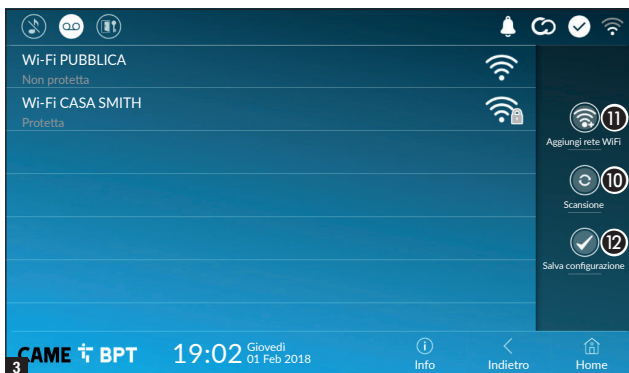 Wi-Fi PUBBLICA
Non protetta
Wi-Fi CASA SMITH
Protetta
11
Aggiungi rete WiFi
10
Scansione
12
Salva configurazione
CAME BPT
19:02
Giovedì
01 Feb 2018
Info
Indietro
Home
3